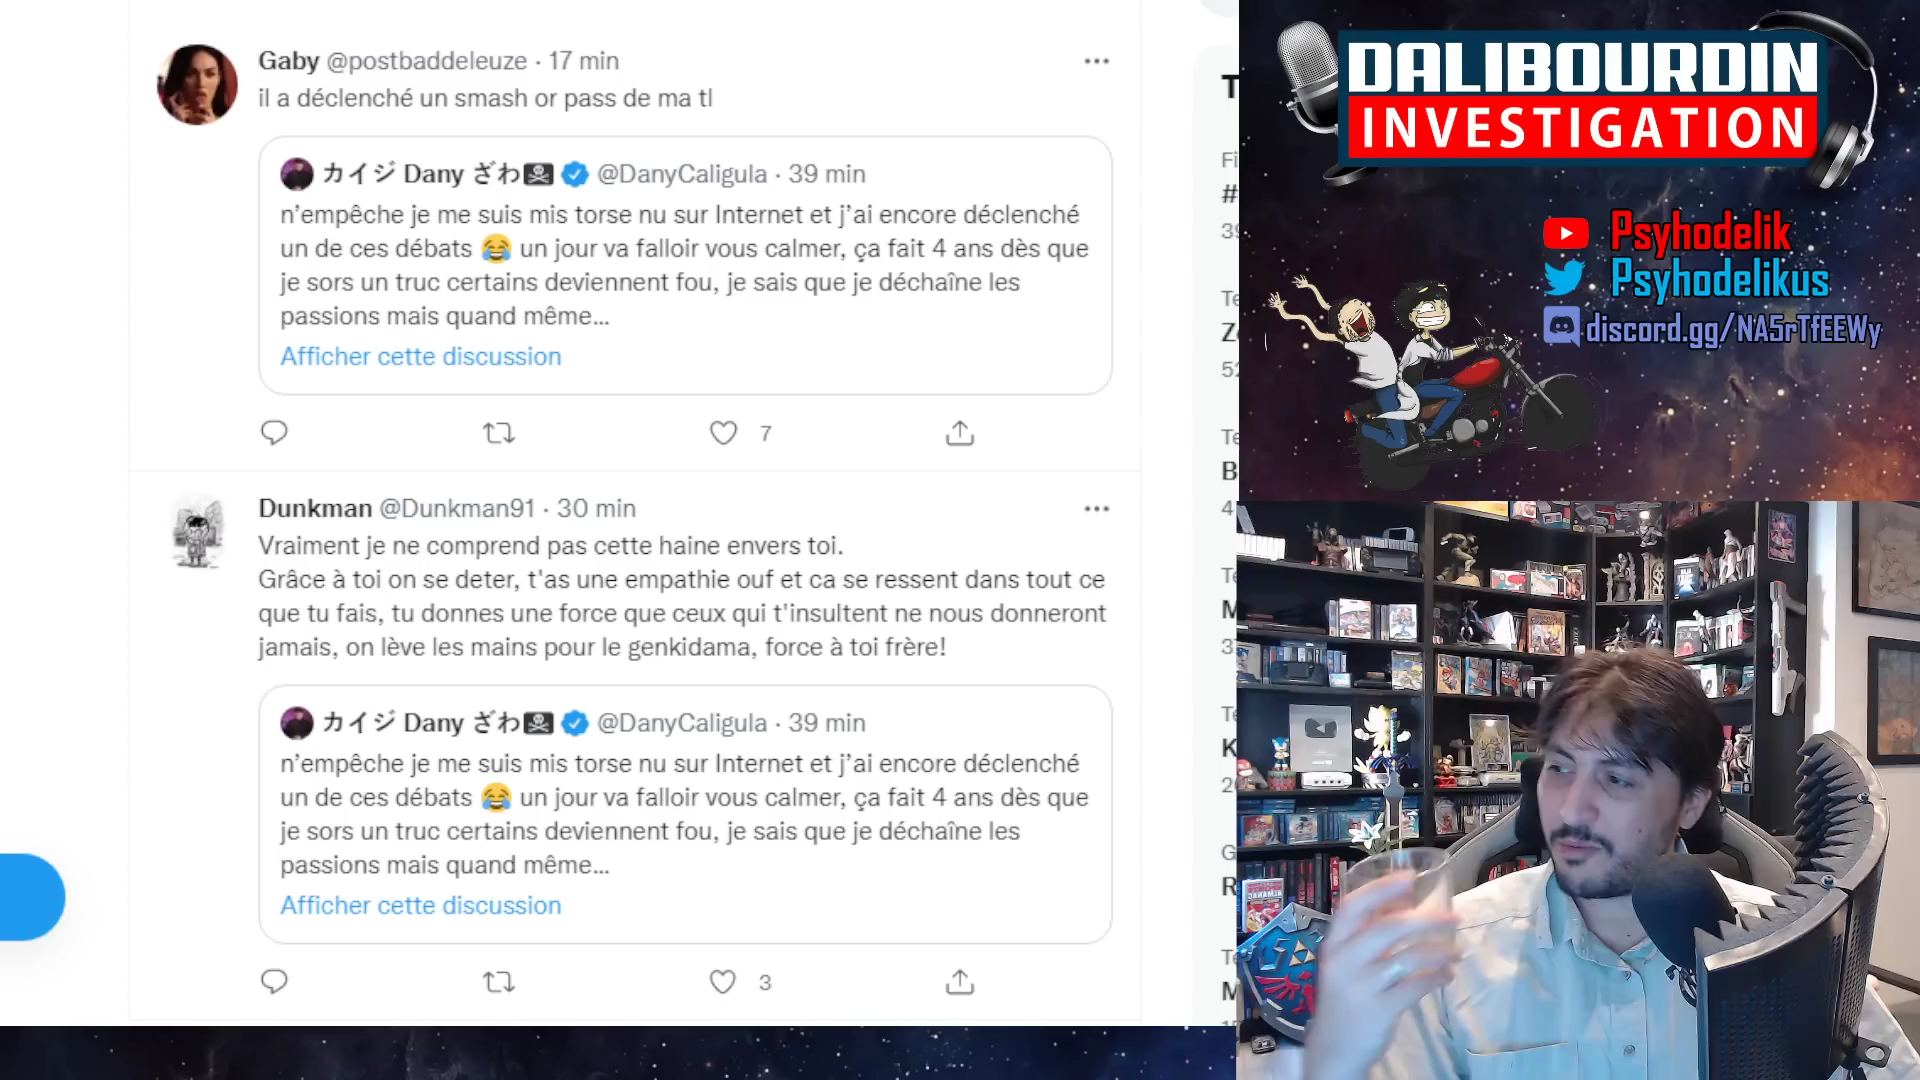 Gaby @postbaddeleuze · 17 min
il a déclenché un smash or pass de ma tl
カイジ Dany ざわ🏴‍☠️ @DanyCaligula · 39 min
n’empêche je me suis mis torse nu sur Internet et j’ai encore déclenché
un de ces débats 😂 un jour va falloir vous calmer, ça fait 4 ans dès que
je sors un truc certains deviennent fou, je sais que je déchaîne les
passions mais quand même...
Afficher cette discussion
7
Dunkman @Dunkman91 · 30 min
Vraiment je ne comprend pas cette haine envers toi.
Grâce à toi on se deter, t'as une empathie ouf et ca se ressent dans tout ce
que tu fais, tu donnes une force que ceux qui t'insultent ne nous donneront
jamais, on lève les mains pour le genkidama, force à toi frère!
カイジ Dany ざわ🏴‍☠️ @DanyCaligula · 39 min
n’empêche je me suis mis torse nu sur Internet et j’ai encore déclenché
un de ces débats 😂 un jour va falloir vous calmer, ça fait 4 ans dès que
je sors un truc certains deviennent fou, je sais que je déchaîne les
passions mais quand même...
Afficher cette discussion
3
DALIBOURDIN
INVESTIGATION
Psyhodelik
Psyhodelikus
discord.gg/NA5rTfEEWy